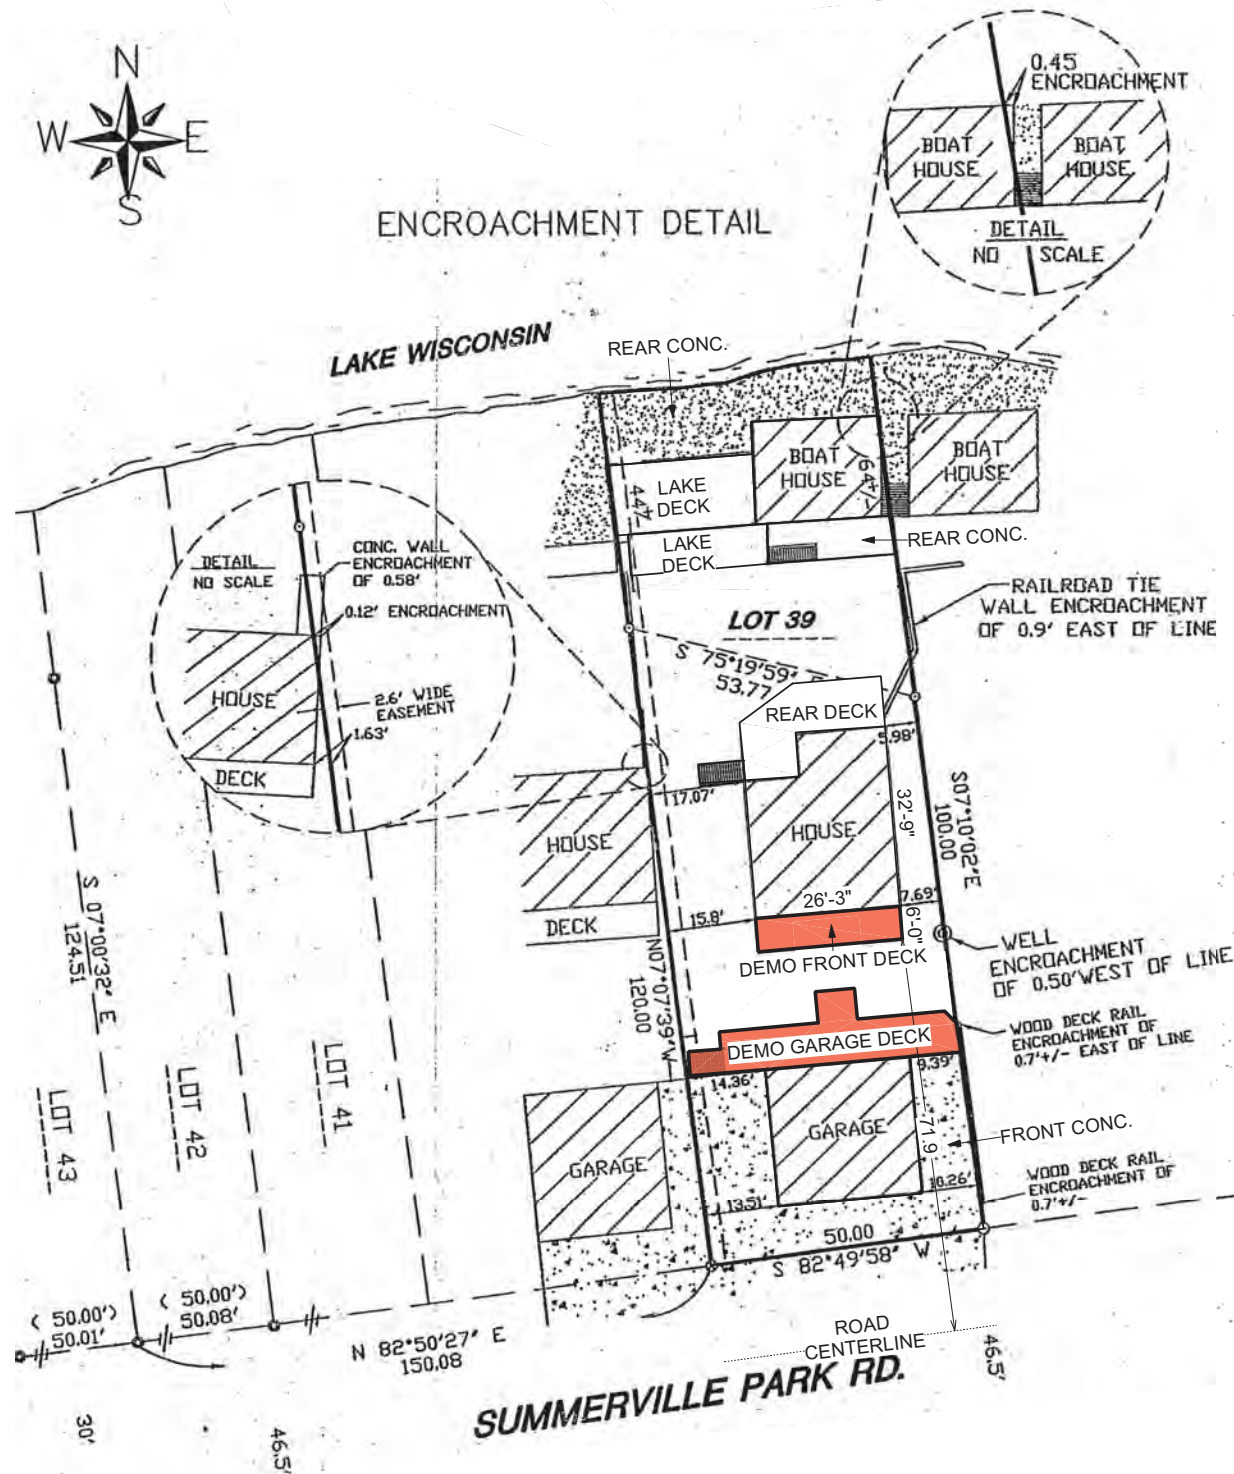 N
W
E
S
ENCROACHMENT DETAIL
0.45
ENCROACHMENT
BOAT
HOUSE
BOAT
HOUSE
DETAIL
NO SCALE
LAKE WISCONSIN
REAR CONC.
BOAT
HOUSE
BOAT
HOUSE
64+/-
LAKE
DECK
44+
LAKE
DECK
REAR CONC.
DETAIL
NO SCALE
CONC. WALL
ENCROACHMENT
OF 0.58'
0.12' ENCROACHMENT
HOUSE
2.6' WIDE
EASEMENT
1.63'
DECK
RAILROAD TIE
WALL ENCROACHMENT
OF 0.9' EAST OF LINE
LOT 39
S 75°19'59"
53.77
REAR DECK
5.98'
17.07'
HOUSE
32'-9"
S07°10'02"E
100.00
HOUSE
26'-3"
7.69'
15.8'
6'-0"
DECK
DEMO FRONT DECK
WELL
ENCROACHMENT
OF 0.50'WEST OF LINE
S 07°00'32" E
124.51
N07°07'39"W
120.00
DEMO GARAGE DECK
WOOD DECK RAIL
ENCROACHMENT OF
0.7'+/- EAST OF LINE
14.36'
9.39'
LOT 43
LOT 42
LOT 41
GARAGE
GARAGE
71.9
FRONT CONC.
WOOD DECK RAIL
ENCROACHMENT OF
0.7'+/-
13.51'
10.26'
50.00
S 82°49'58" W
( 50.00')
50.01'
( 50.00')
50.08'
N 82°50'27" E
150.08
ROAD
CENTERLINE
46.5'
SUMMERVILLE PARK RD.
30'
46.5'